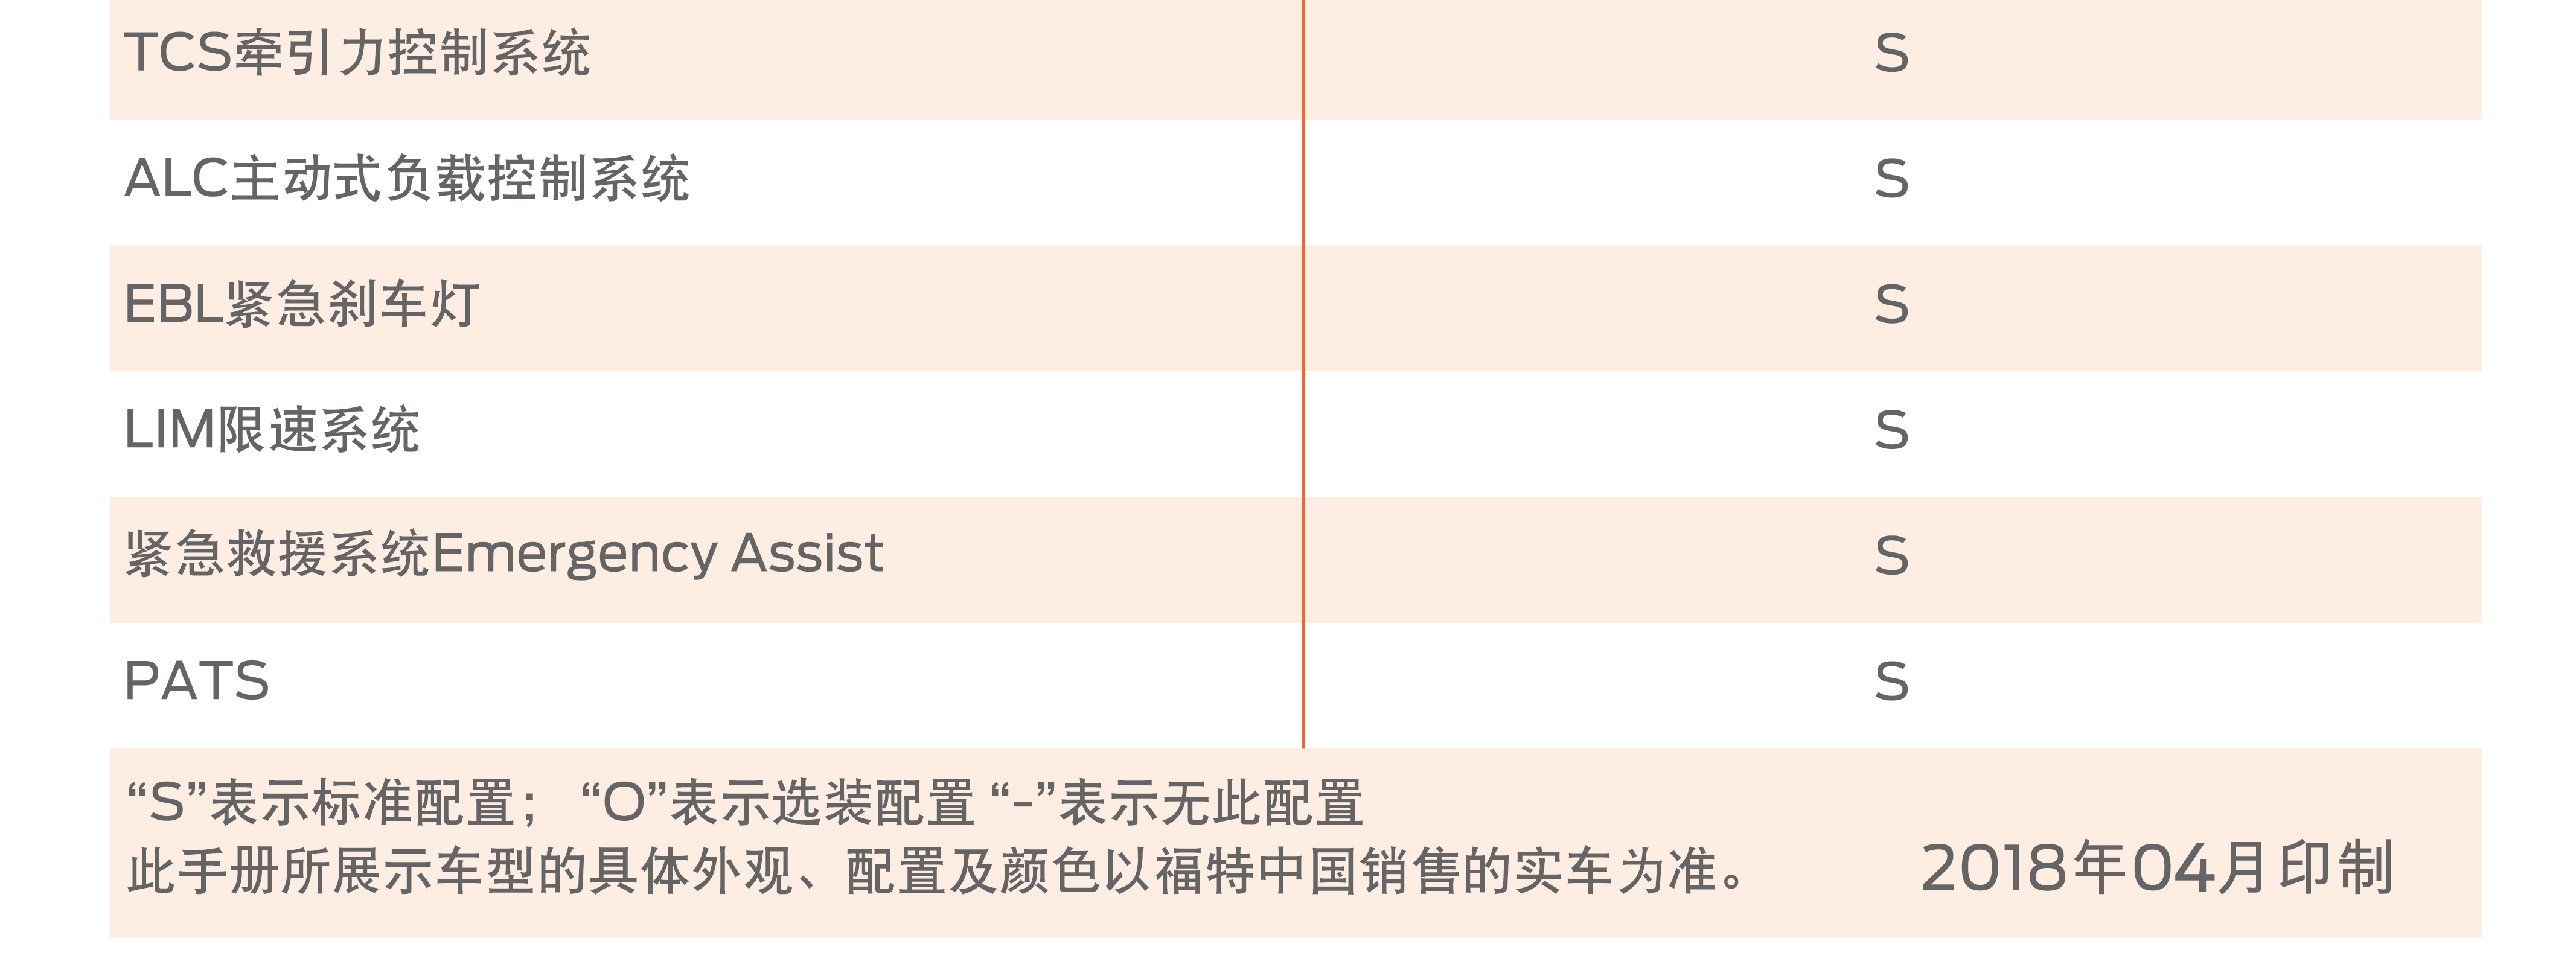 TCS牵引力控制系统 S
ALC主动式负载控制系统 S
EBL紧急刹车灯 S
LIM限速系统 S
紧急救援系统Emergency Assist S
PATS S
“S”表示标准配置； “O”表示选装配置 “-”表示无此配置
此手册所展示车型的具体外观、配置及颜色以福特中国销售的实车为准。 2018年04月印制